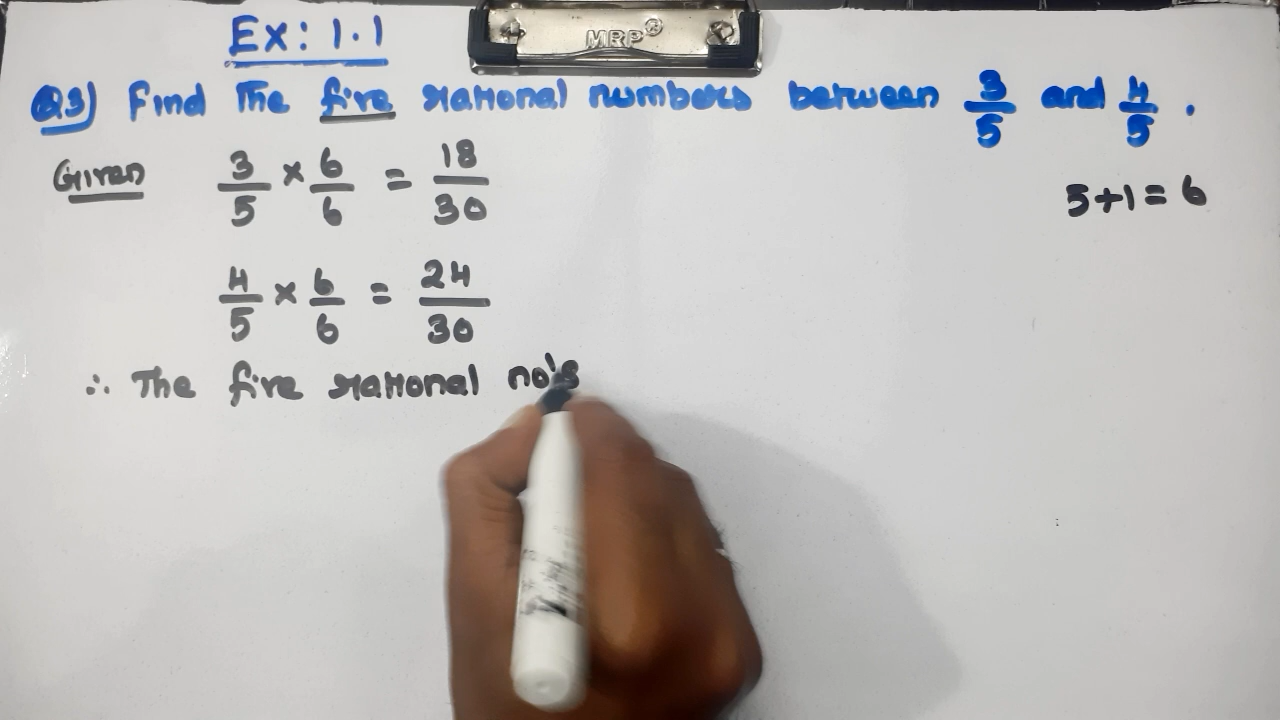 MRP®
Ex: 1.1
Q3) Find The five rational numbers between 3/5 and 4/5 .
Given 3/5 × 6/6 = 18/30
5+1=6
4/5 × 6/6 = 24/30
∴ The five rational no's